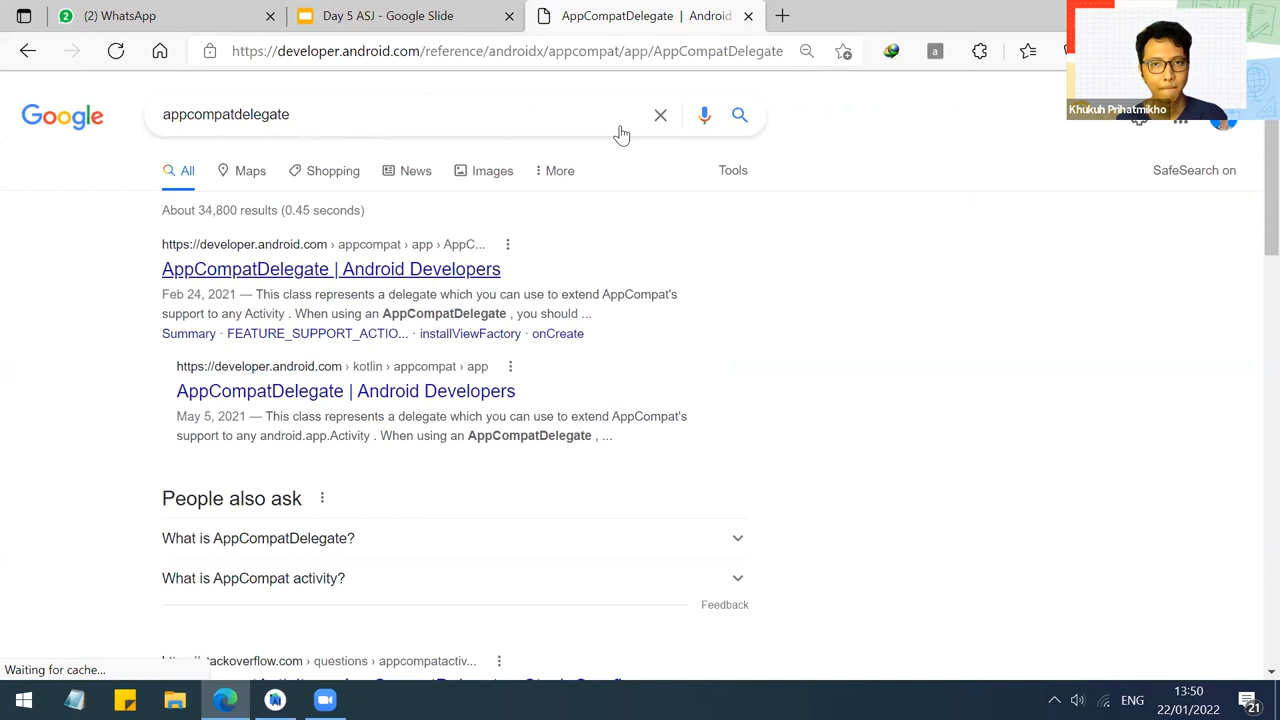 2 (2) WhatsApp
Day 5 ASK - Google Slide
AppCompatDelegate | Androi
https://developer.android.com/reference/androidx/appcompat/app/AppCompatDelegate
a
Khukuh Prihatmikho
Google
appcompatdelegate
All
Maps
Shopping
News
Images
More
Tools
SafeSearch on
About 34,800 results (0.45 seconds)
https://developer.android.com › appcompat › app › AppC...
AppCompatDelegate | Android Developers
Feb 24, 2021 — This class represents a delegate which you can use to extend AppCompat's
support to any Activity . When using an AppCompatDelegate , you should ...
Summary · FEATURE_SUPPORT_ACTIO... · installViewFactory · onCreate
https://developer.android.com › kotlin › appcompat › app
AppCompatDelegate | Android Developers
May 5, 2021 — This class represents a delegate which you can use to extend AppCompat's
support to any android.app.Activity . When using an AppCompatDelegate , ...
People also ask
What is AppCompatDelegate?
What is AppCompat activity?
Feedback
› questions › appcompatactiv...
Waiting for cache...
ENG
13:50
22/01/2022
21